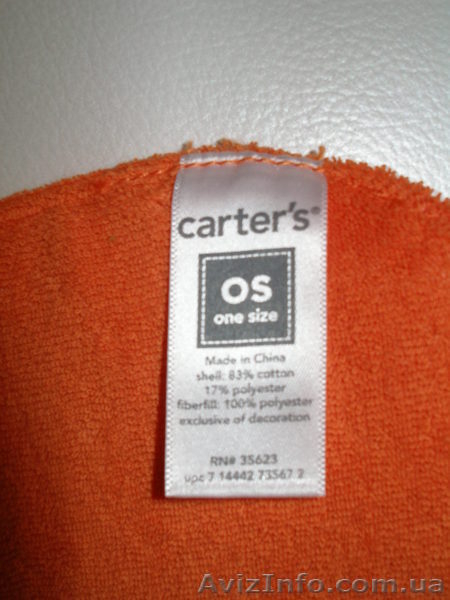 carter's®
OS
one size
Made in China
shell: 83% cotton
17% polyester
fiberfill: 100% polyester
exclusive of decoration
RN# 35623
upc 7 14442 73567 2
AvizInfo.com.ua